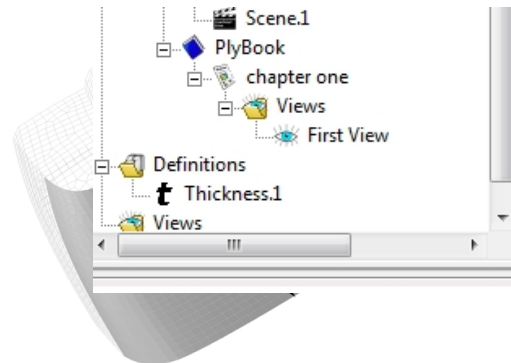 Scene.1
PlyBook
chapter one
Views
First View
Definitions
t Thickness.1
Views